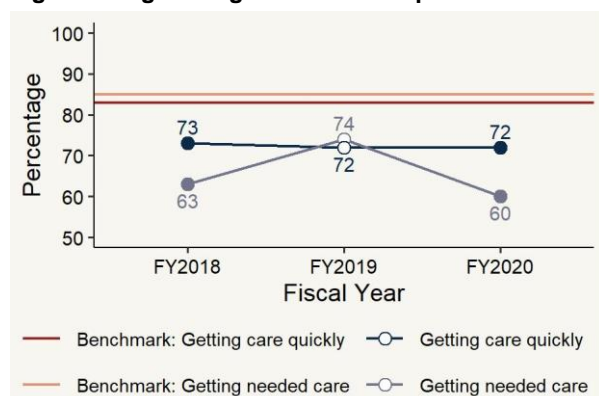 100
90
80
70
60
50
Percentage
73
74
72
72
63
60
FY2018 FY2019 FY2020
Fiscal Year
Benchmark: Getting care quickly Getting care quickly
Benchmark: Getting needed care Getting needed care